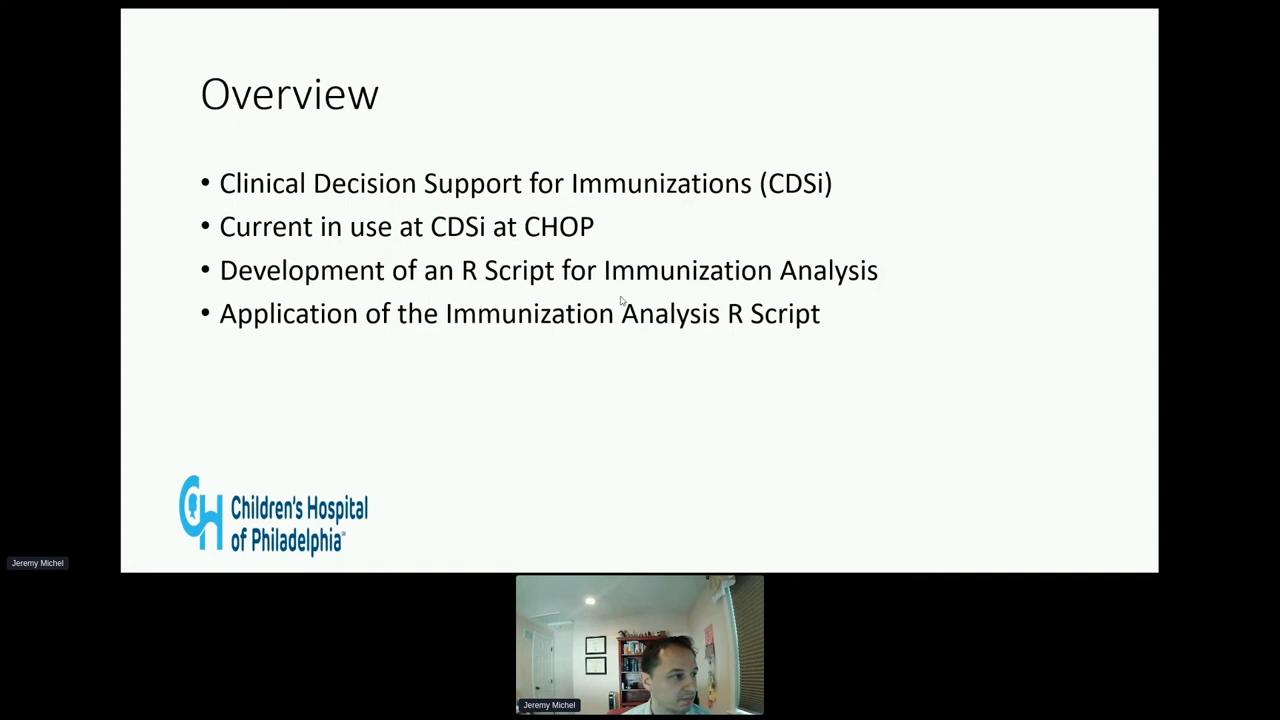 Overview
• Clinical Decision Support for Immunizations (CDSi)
• Current in use at CDSi at CHOP
• Development of an R Script for Immunization Analysis
• Application of the Immunization Analysis R Script
CH Children's Hospital
of Philadelphia
Jeremy Michel
Jeremy Michel